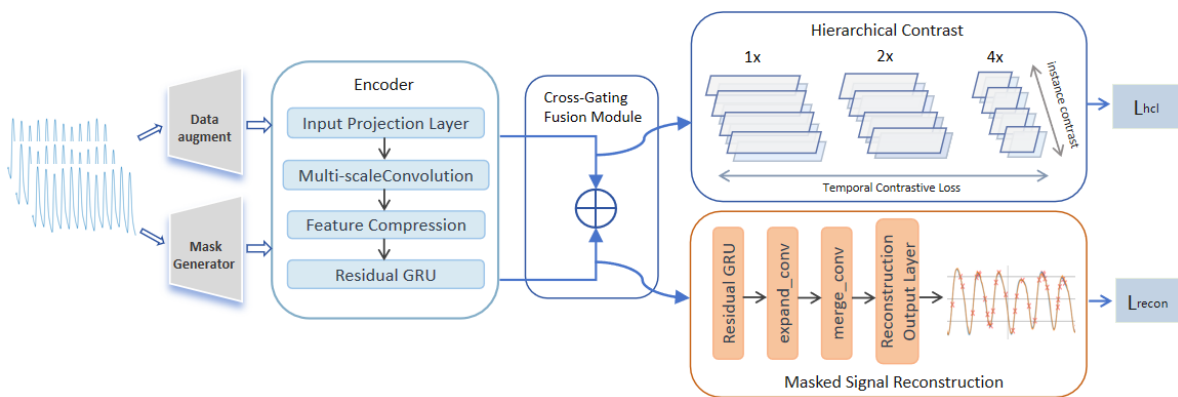 Data
augment
Mask
Generator
Encoder
Input Projection Layer
Multi-scaleConvolution
Feature Compression
Residual GRU
Cross-Gating
Fusion Module
Hierarchical Contrast
1x
2x
4x
instance contrast
Temporal Contrastive Loss
Lhcl
Residual GRU
expand_conv
merge_conv
Reconstruction
Output Layer
Masked Signal Reconstruction
Lrecon